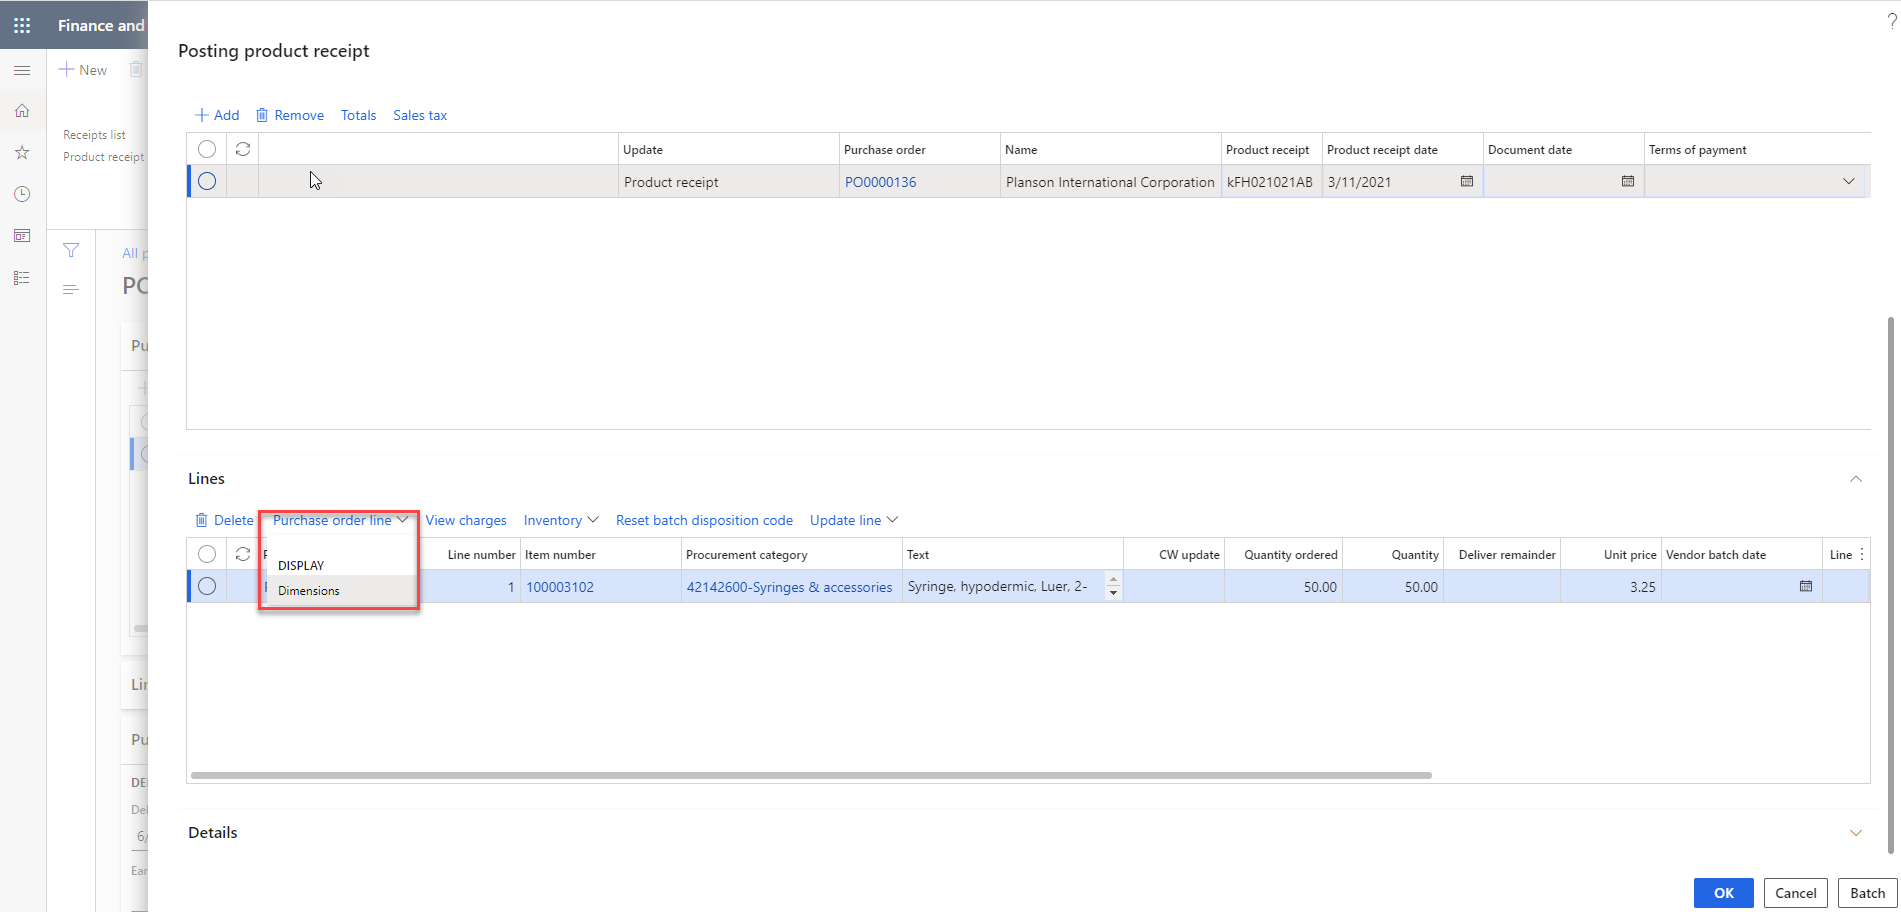 Finance and
?
Posting product receipt
New
Receipts list
Product receipt
Add Remove Totals Sales tax
Update Purchase order Name Product receipt Product receipt date Document date Terms of payment
Product receipt PO0000136 Planson International Corporation kFH021021AB 3/11/2021
All p
PO
Pu
Lines
Delete Purchase order line View charges Inventory Reset batch disposition code Update line
Line number Item number Procurement category Text CW update Quantity ordered Quantity Deliver remainder Unit price Vendor batch date Line
DISPLAY
Dimensions
1 100003102 42142600-Syringes & accessories Syringe, hypodermic, Luer, 2- 50.00 50.00 3.25
Lin
Pu
DE
Del
6/
Ear
Details
OK Cancel Batch